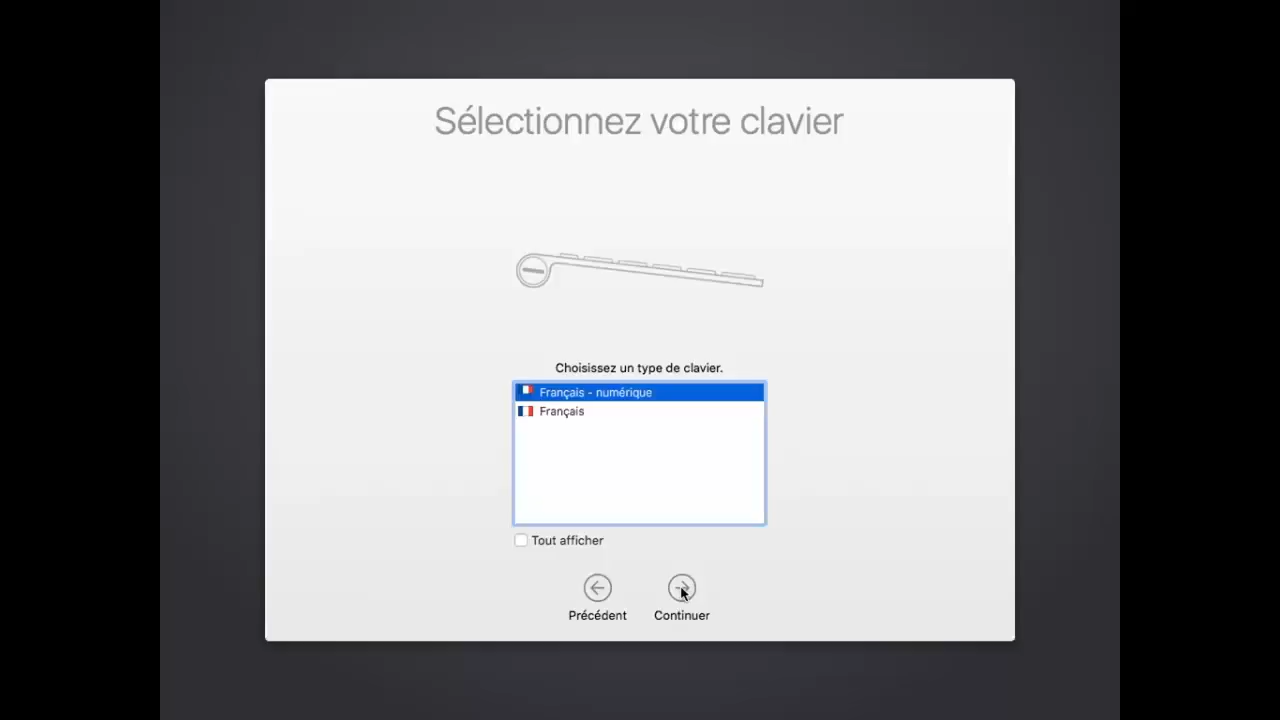 Sélectionnez votre clavier
Choisissez un type de clavier.
Français - numérique
Français
Tout afficher
Précédent
Continuer